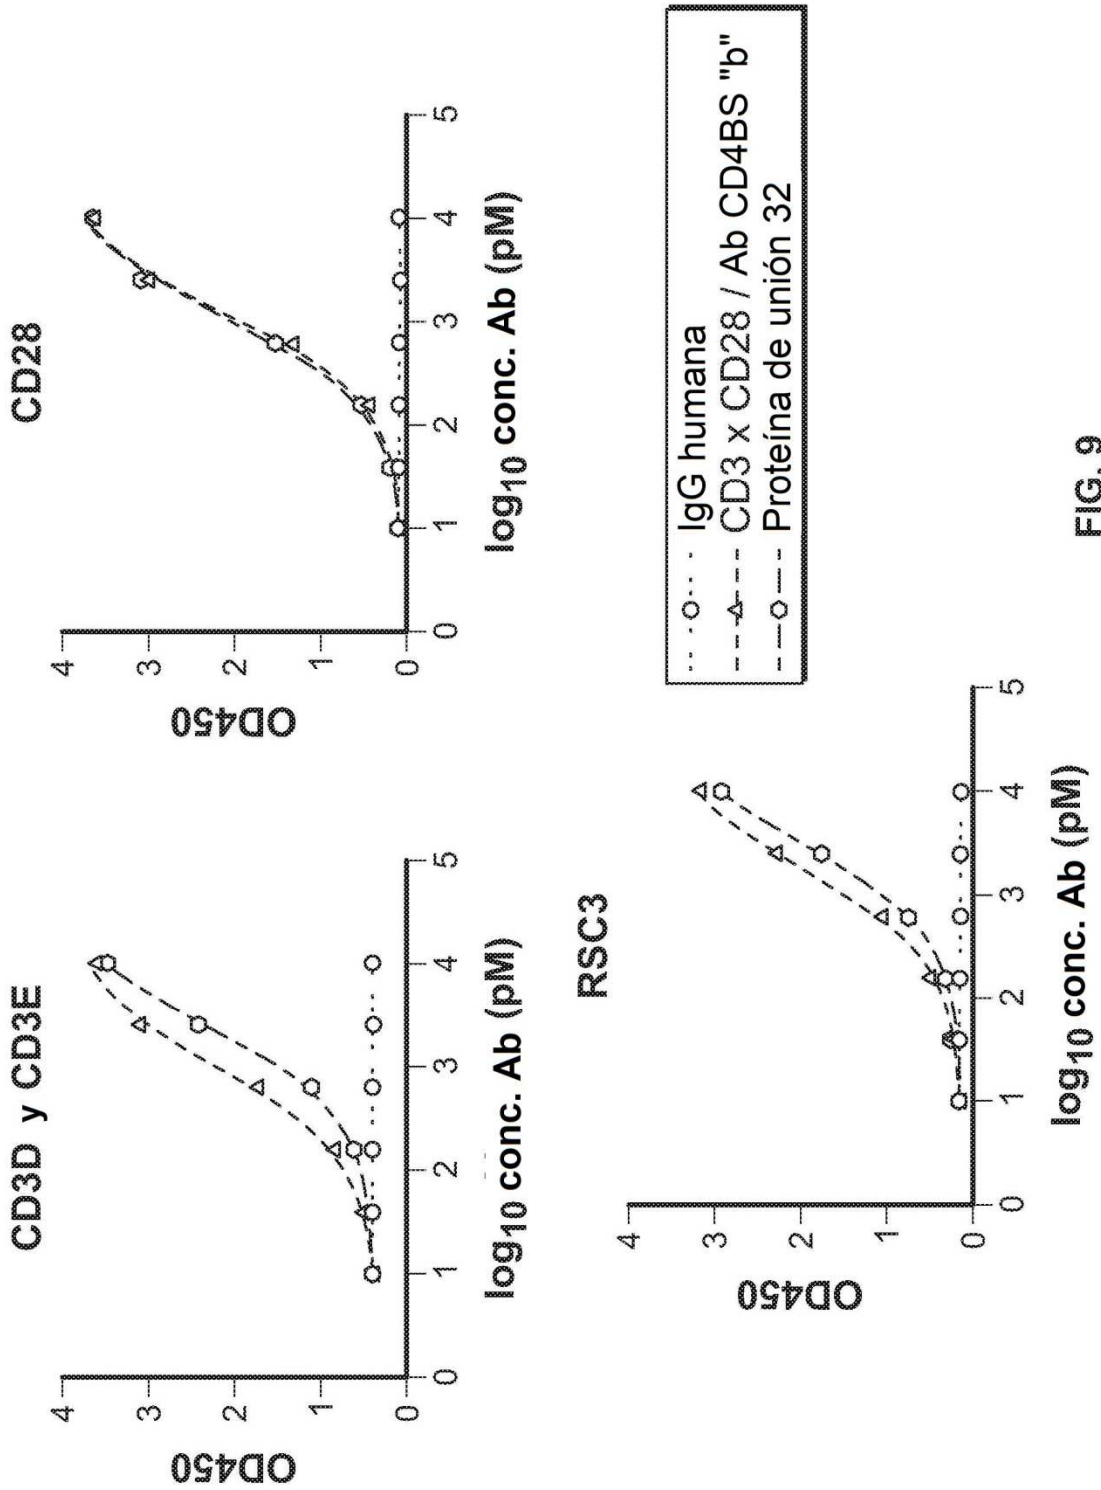 CD3D y CD3E
OD450
4
3
2
1
0
0 1 2 3 4 5
log10 conc. Ab (pM)
CD28
OD450
4
3
2
1
0
0 1 2 3 4 5
log10 conc. Ab (pM)
RSC3
OD450
4
3
2
1
0
0 1 2 3 4 5
log10 conc. Ab (pM)
IgG humana
CD3 x CD28 / Ab CD4BS "b"
Proteína de unión 32
FIG. 9